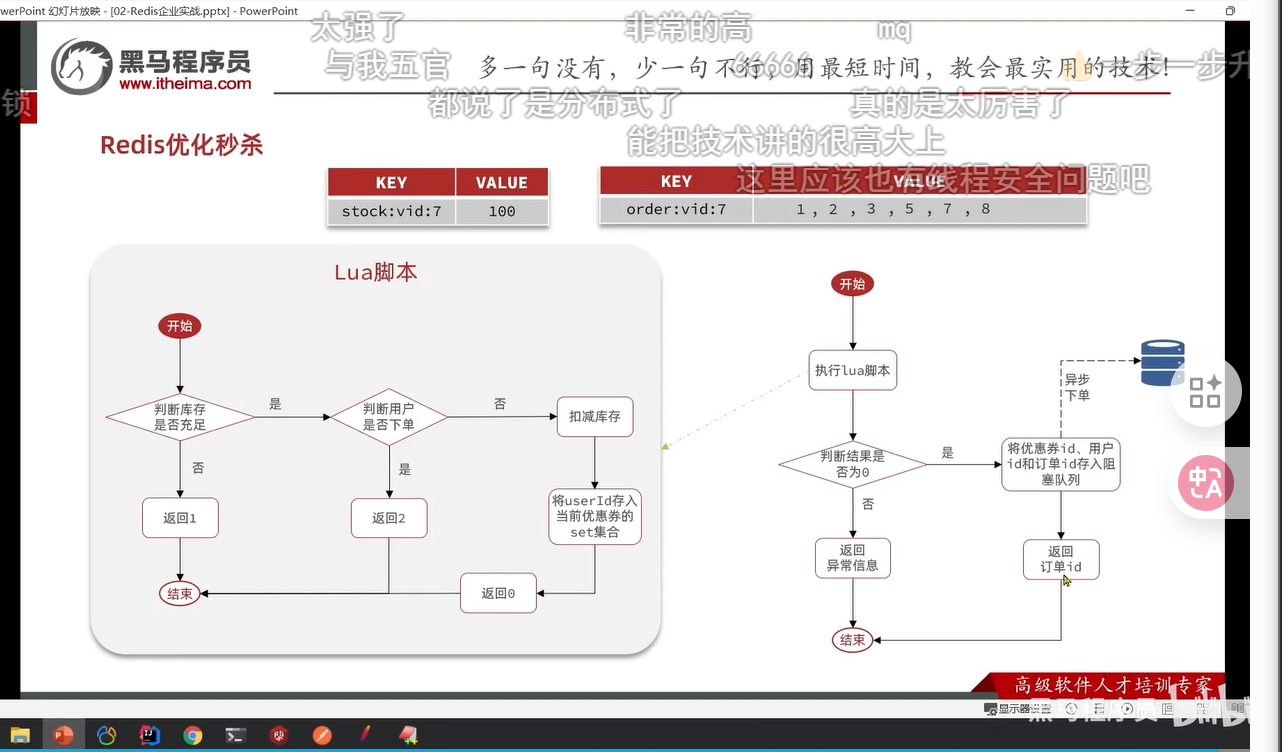 werPoint 幻灯片放映 - [02-Redis企业实战.pptx] - PowerPoint
太强了
非常的高
mq
与我五官
6666
一步一步升
锁
都说了是分布式了
真的是太厉害了
能把技术讲的很高大上
这里应该也有线程安全问题吧
黑马程序员
www.itheima.com
多一句没有，少一句不行，用最短时间，教会最实用的技术！
Redis优化秒杀
KEY VALUE
stock:vid:7 100
KEY VALUE
order:vid:7 1 , 2 , 3 , 5 , 7 , 8
Lua脚本
开始
判断库存
是否充足
是
判断用户
是否下单
否
扣减库存
否
是
返回1
返回2
将userId存入
当前优惠券的
set集合
返回0
结束
开始
执行lua脚本
判断结果是
否为0
是
将优惠券id、用户
id和订单id存入阻
塞队列
异步
下单
否
返回
异常信息
返回
订单id
结束
中
A
高级软件人才培训专家
显示器设置
黑马程序员
bilibili